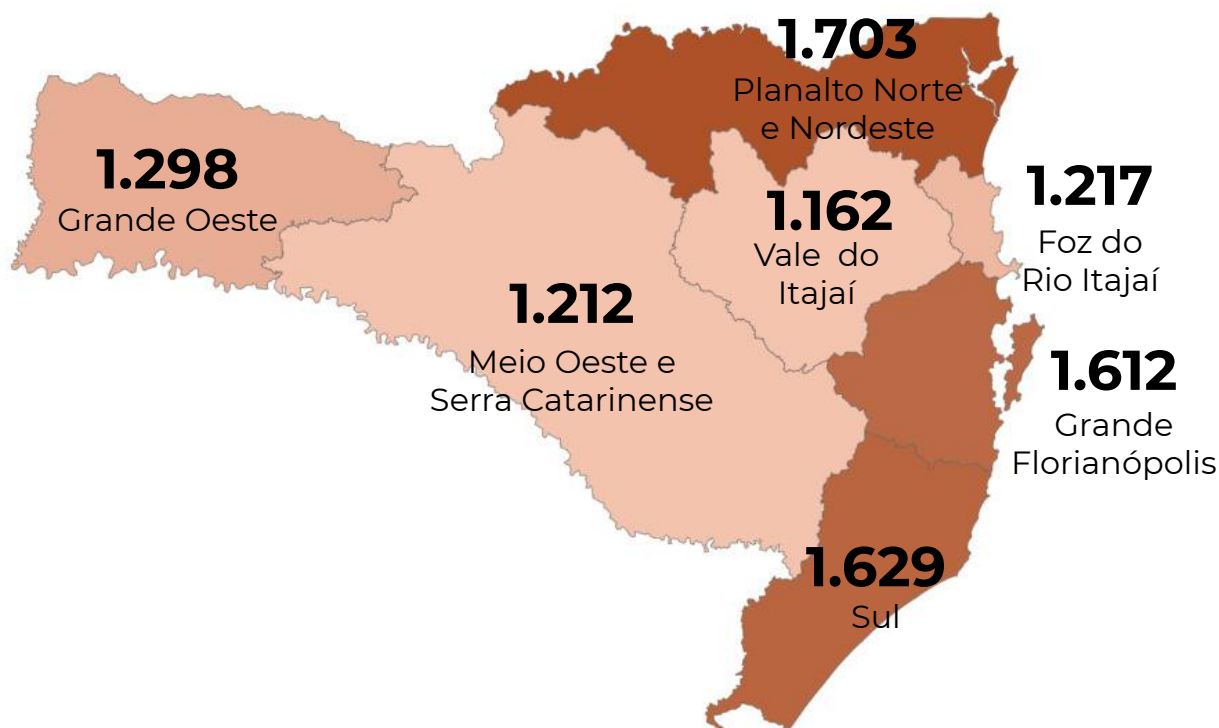 1.703
Planalto Norte
e Nordeste
1.298
Grande Oeste
1.162
Vale do
Itajaí
1.217
Foz do
Rio Itajaí
1.212
Meio Oeste e
Serra Catarinense
1.612
Grande
Florianópolis
1.629
Sul